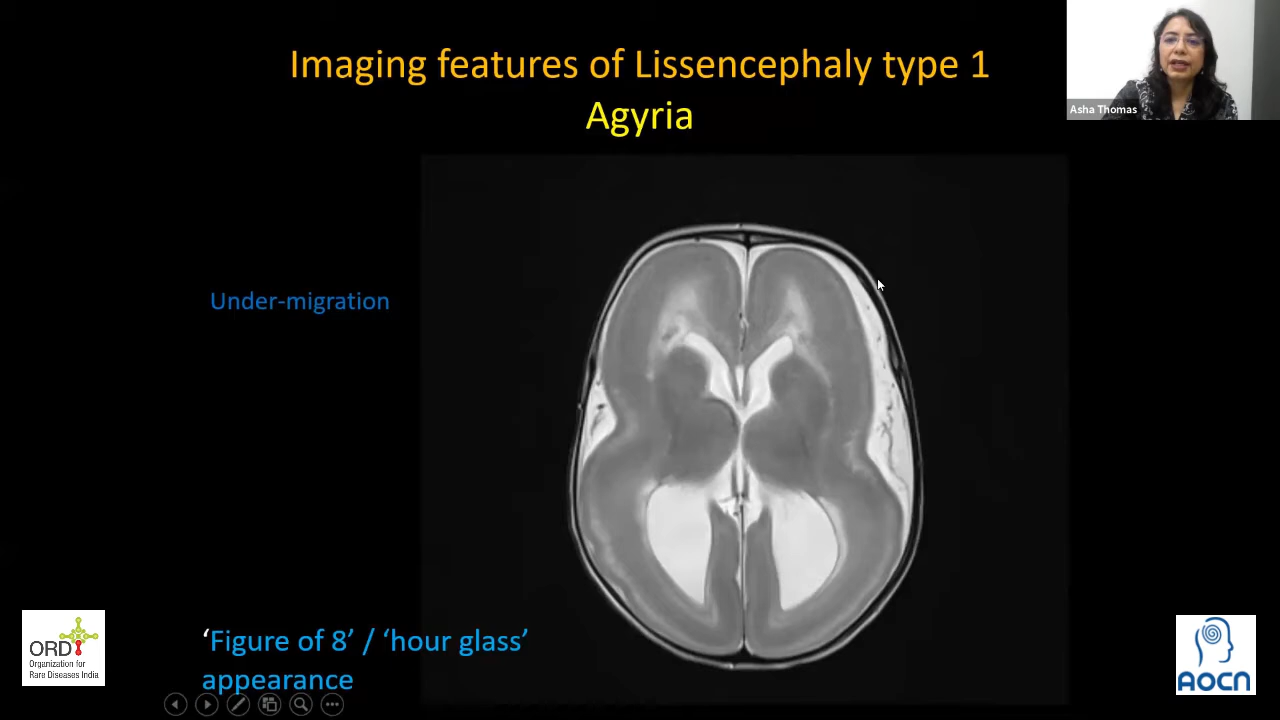 Imaging features of Lissencephaly type 1
Agyria
Asha Thomas
Under-migration
‘Figure of 8’ / ‘hour glass’
appearance
ORDI
Organization for
Rare Diseases India
AOCN